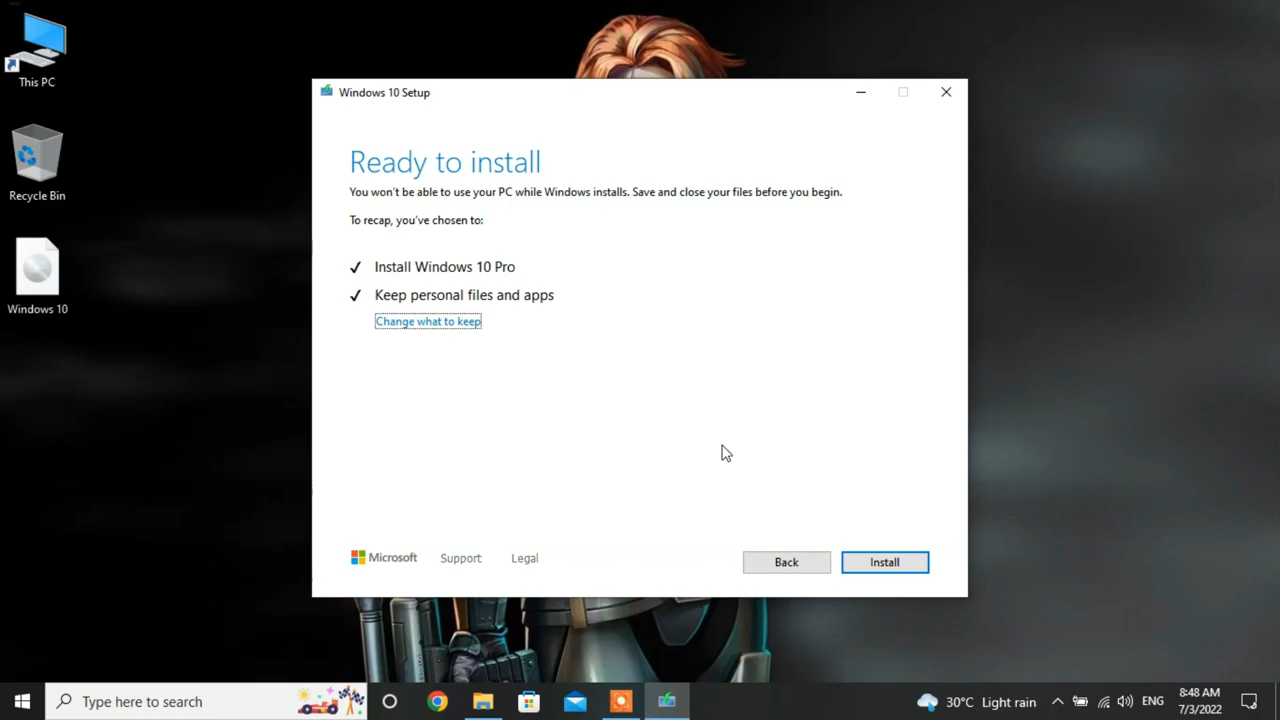 This PC
Recycle Bin
Windows 10
Windows 10 Setup
Ready to install
You won't be able to use your PC while Windows installs. Save and close your files before you begin.
To recap, you've chosen to:
✓ Install Windows 10 Pro
✓ Keep personal files and apps
Change what to keep
Microsoft Support Legal
Back Install
Type here to search
30°C Light rain
ENG
8:48 AM
7/3/2022